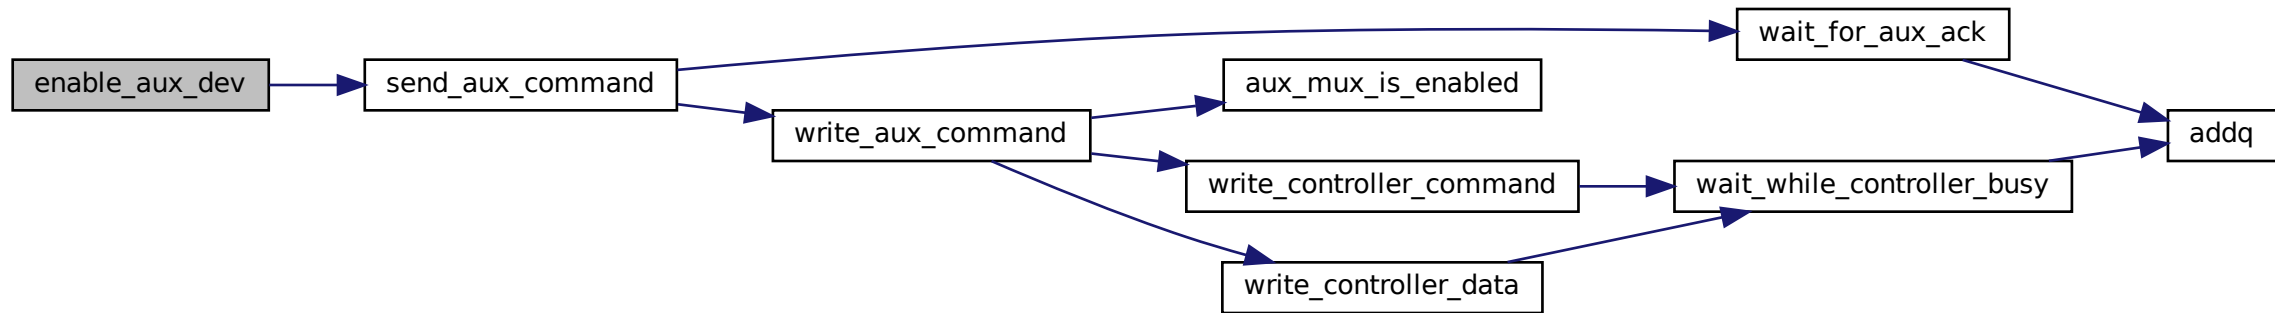 enable_aux_dev
send_aux_command
wait_for_aux_ack
write_aux_command
aux_mux_is_enabled
write_controller_command
write_controller_data
wait_while_controller_busy
addq